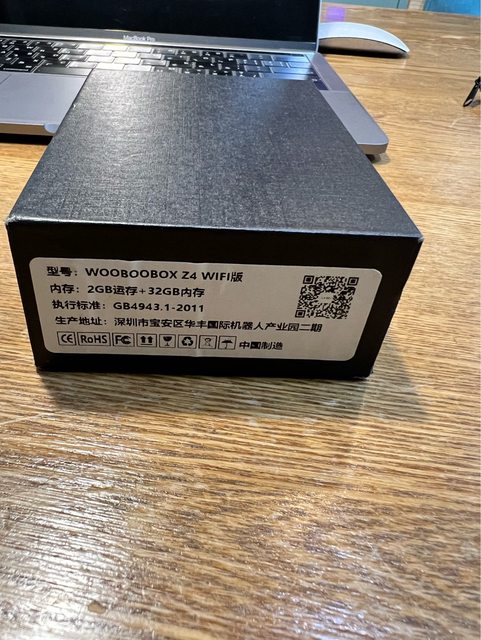 MacBook Pro
型号：WOOBOOBOX Z4 WIFI版
内存：2GB运存+32GB内存
执行标准：GB4943.1-2011
生产地址：深圳市宝安区华丰国际机器人产业园二期
CE RoHS FC 中国制造